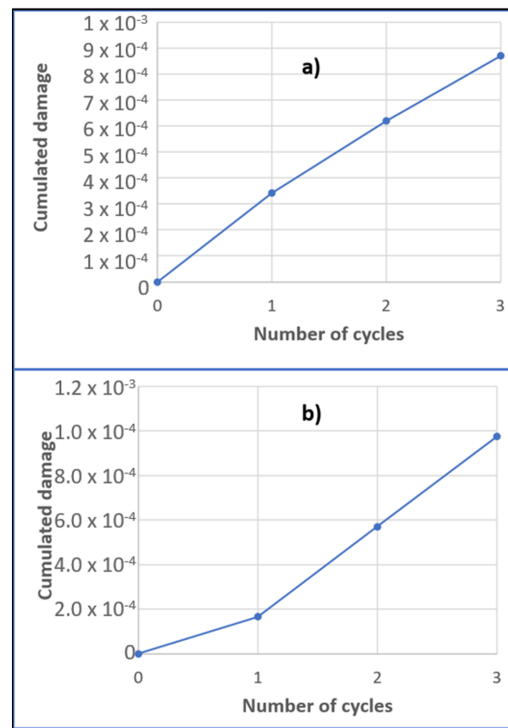 1 x 10⁻³
9 x 10⁻⁴
8 x 10⁻⁴
7 x 10⁻⁴
6 x 10⁻⁴
5 x 10⁻⁴
4 x 10⁻⁴
3 x 10⁻⁴
2 x 10⁻⁴
1 x 10⁻⁴
0
Cumulated damage
a)
0 1 2 3
Number of cycles
1.2 x 10⁻³
1.0 x 10⁻⁴
8.0 x 10⁻⁴
6.0 x 10⁻⁴
4.0 x 10⁻⁴
2.0 x 10⁻⁴
0
Cumulated damage
b)
0 1 2 3
Number of cycles